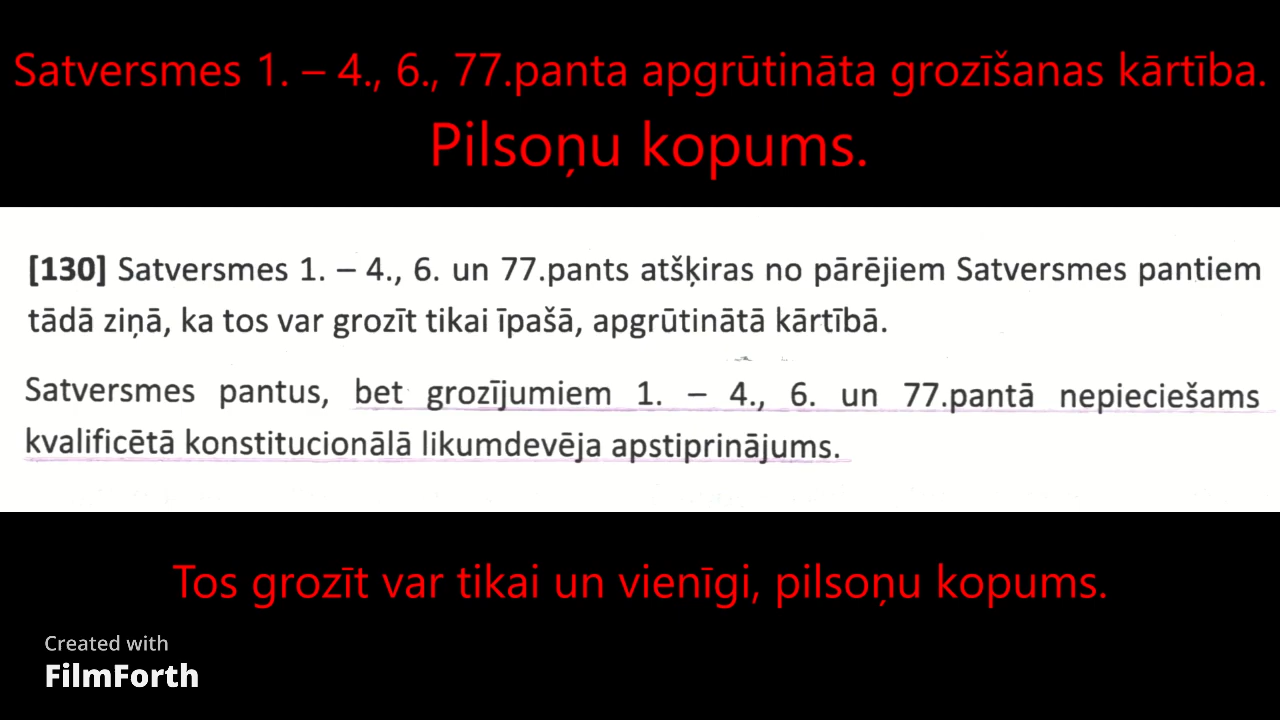 Satversmes 1. – 4., 6., 77.panta apgrūtināta grozīšanas kārtība.
Pilsoņu kopums.
[130] Satversmes 1. – 4., 6. un 77.pants atšķiras no pārējiem Satversmes pantiem
tādā ziņā, ka tos var grozīt tikai īpašā, apgrūtinātā kārtībā.
Satversmes pantus, bet grozījumiem 1. – 4., 6. un 77.pantā nepieciešams
kvalificētā konstitucionālā likumdevēja apstiprinājums.
Tos grozīt var tikai un vienīgi, pilsoņu kopums.
Created with
FilmForth